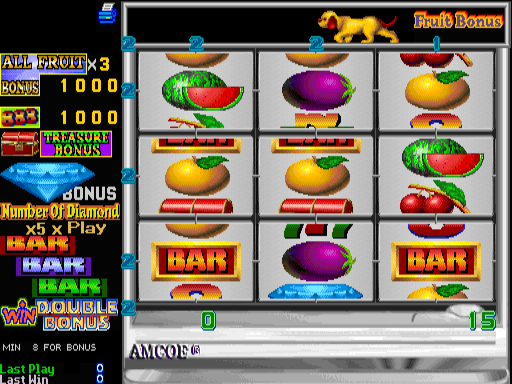 Fruit Bonus
2 2 2 1
ALL FRUIT x3
BONUS 1000
2
333 1000
TREASURE
BONUS
2
BONUS
Number Of Diamond
x5 x Play
BAR
BAR
BAR
BAR BAR
2
2
WIN DOUBLE
BONUS
0 15
MIN 8 FOR BONUS
AMCOE
Last Play 0
Last Win 0